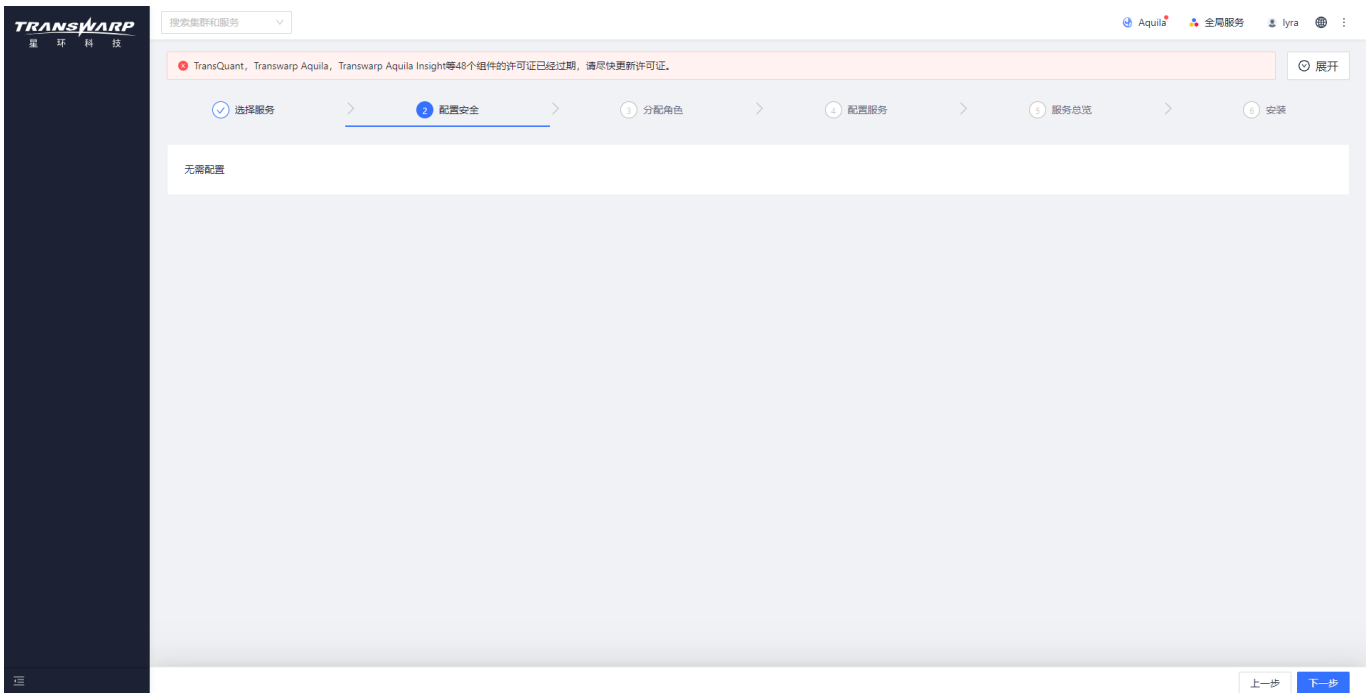 TRANSWARP
星环科技
搜索集群和服务
Aquila
全局服务
lyra
TransQuant，Transwarp Aquila，Transwarp Aquila Insight等48个组件的许可证已经过期，请尽快更新许可证。
展开
选择服务
2 配置安全
3 分配角色
4 配置服务
5 服务总览
6 安装
无需配置
上一步
下一步